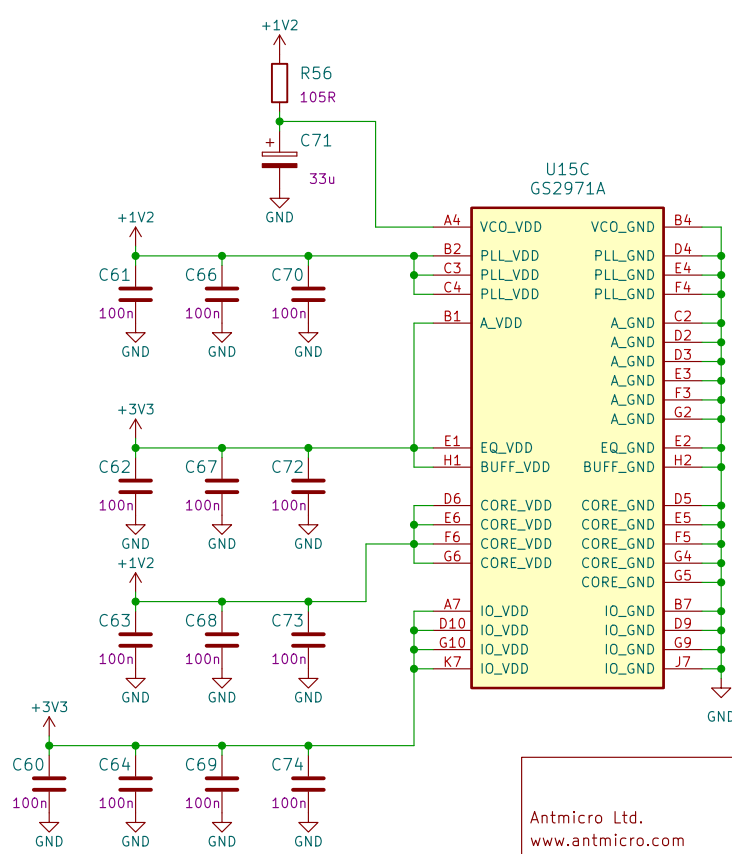 +1V2
R56
105R
+ C71
33u
GND
U15C
GS2971A
A4 VCO_VDD VCO_GND B4
+1V2
B2 PLL_VDD PLL_GND D4
C61 C66 C70 C3 PLL_VDD PLL_GND E4
C4 PLL_VDD PLL_GND F4
100n 100n 100n
B1 A_VDD A_GND C2
A_GND D2
GND GND GND
A_GND D3
A_GND E3
A_GND F3
+3V3
A_GND G2
E1 EQ_VDD EQ_GND E2
C62 C67 C72 H1 BUFF_VDD BUFF_GND H2
100n 100n 100n
D6 CORE_VDD CORE_GND D5
E6 CORE_VDD CORE_GND E5
GND GND GND
F6 CORE_VDD CORE_GND F5
+1V2
G6 CORE_VDD CORE_GND G4
CORE_GND G5
A7 IO_VDD IO_GND B7
C63 C68 C73
D10 IO_VDD IO_GND D9
G10 IO_VDD IO_GND G9
100n 100n 100n
K7 IO_VDD IO_GND J7
GND GND GND
+3V3
GND
C60 C64 C69 C74
100n 100n 100n 100n
GND GND GND GND
Antmicro Ltd.
www.antmicro.com